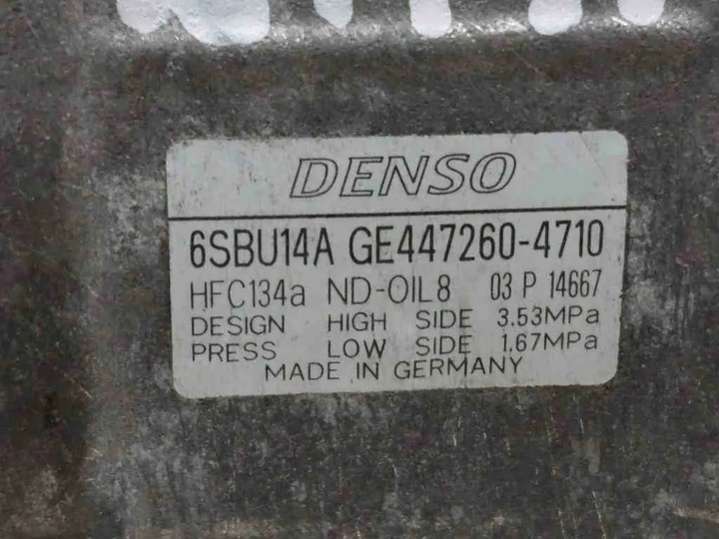 DENSO
6SBU14A GE447260-4710
HFC134a ND-OIL8 03 P 14667
DESIGN HIGH SIDE 3.53MPa
PRESS LOW SIDE 1.67MPa
MADE IN GERMANY